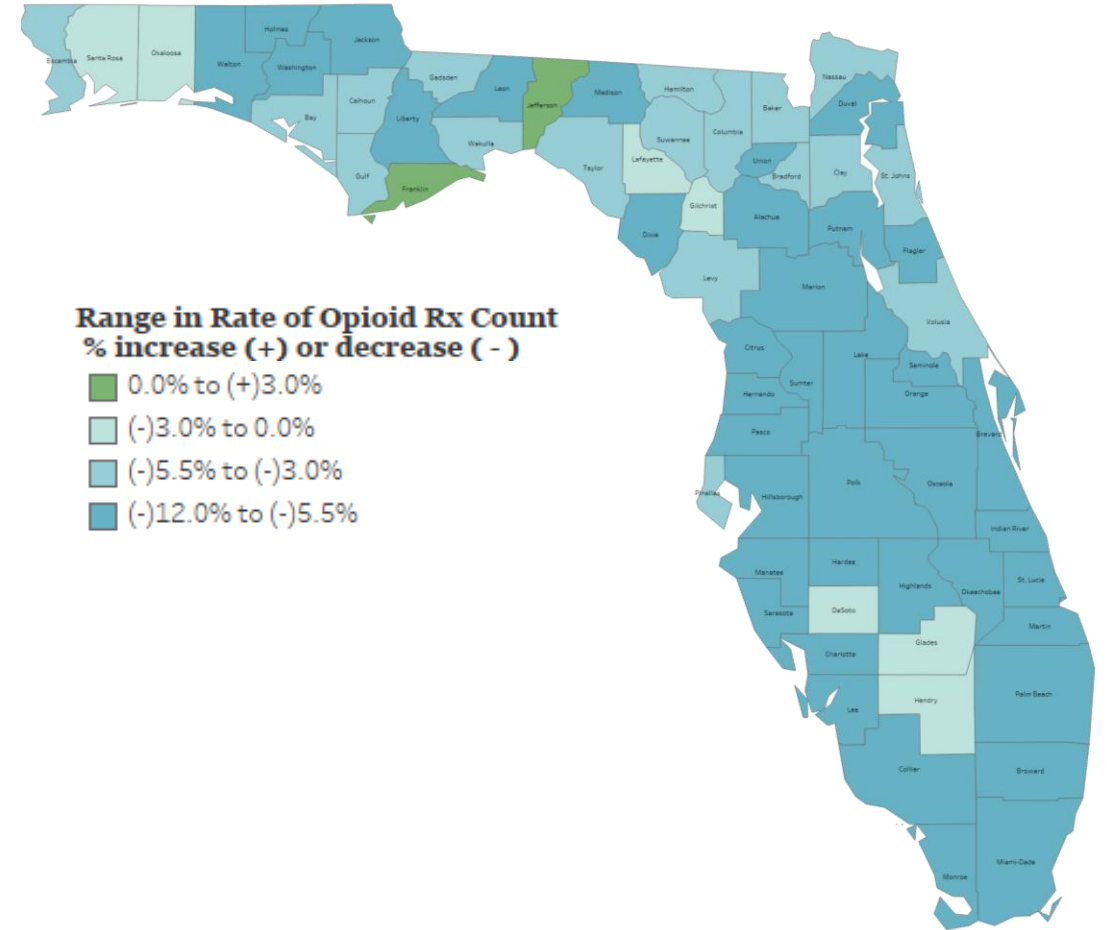 Holmes
Jackson
Escambia
Santa Rosa
Okaloosa
Walton
Washington
Gadsden
Leon
Jefferson
Madison
Hamilton
Nassau
Calhoun
Bay
Liberty
Wakulla
Baker
Duval
Suwannee
Columbia
Lafayette
Taylor
Union
Bradford
Clay
St. Johns
Gulf
Franklin
Gilchrist
Alachua
Putnam
Dixie
Flagler
Levy
Marion
Volusia
Range in Rate of Opioid Rx Count
% increase (+) or decrease ( - )
0.0% to (+)3.0%
(-)3.0% to 0.0%
(-)5.5% to (-)3.0%
(-)12.0% to (-)5.5%
Citrus
Lake
Seminole
Sumter
Hernando
Orange
Pasco
Brevard
Polk
Osceola
Pinellas
Hillsborough
Indian River
Hardee
Manatee
Highlands
St. Lucie
Okeechobee
Sarasota
DeSoto
Martin
Glades
Charlotte
Palm Beach
Hendry
Lee
Collier
Broward
Miami-Dade
Monroe